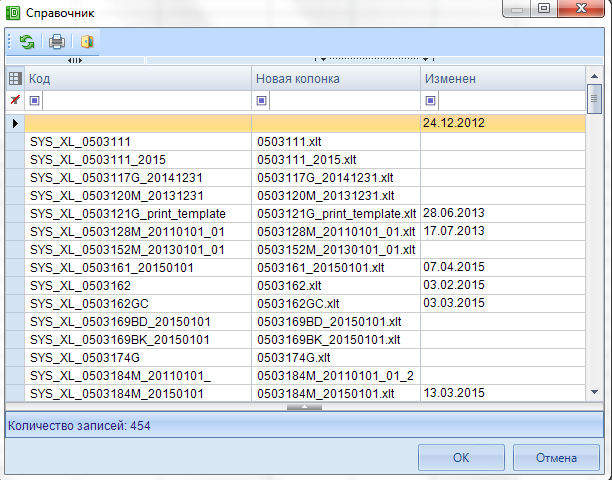 Справочник
Код Новая колонка Изменен
24.12.2012
SYS_XL_0503111 0503111.xlt
SYS_XL_0503111_2015 0503111_2015.xlt
SYS_XL_0503117G_20141231 0503117G_20141231.xlt
SYS_XL_0503120M_20131231 0503120M_20131231.xlt
SYS_XL_0503121G_print_template 0503121G_print_template.xlt 28.06.2013
SYS_XL_0503128M_20110101_01 0503128M_20110101_01.xlt 17.07.2013
SYS_XL_0503152M_20130101_01 0503152M_20130101_01.xlt
SYS_XL_0503161_20150101 0503161_20150101.xlt 07.04.2015
SYS_XL_0503162 0503162.xlt 03.02.2015
SYS_XL_0503162GC 0503162GC.xlt 03.03.2015
SYS_XL_0503169BD_20150101 0503169BD_20150101.xlt
SYS_XL_0503169BK_20150101 0503169BK_20150101.xlt
SYS_XL_0503174G 0503174G.xlt
SYS_XL_0503184M_20110101_ 0503184M_20110101_01_2
SYS_XL_0503184M_20150101 0503184M_20150101.xlt 13.03.2015
Количество записей: 454
ОК Отмена